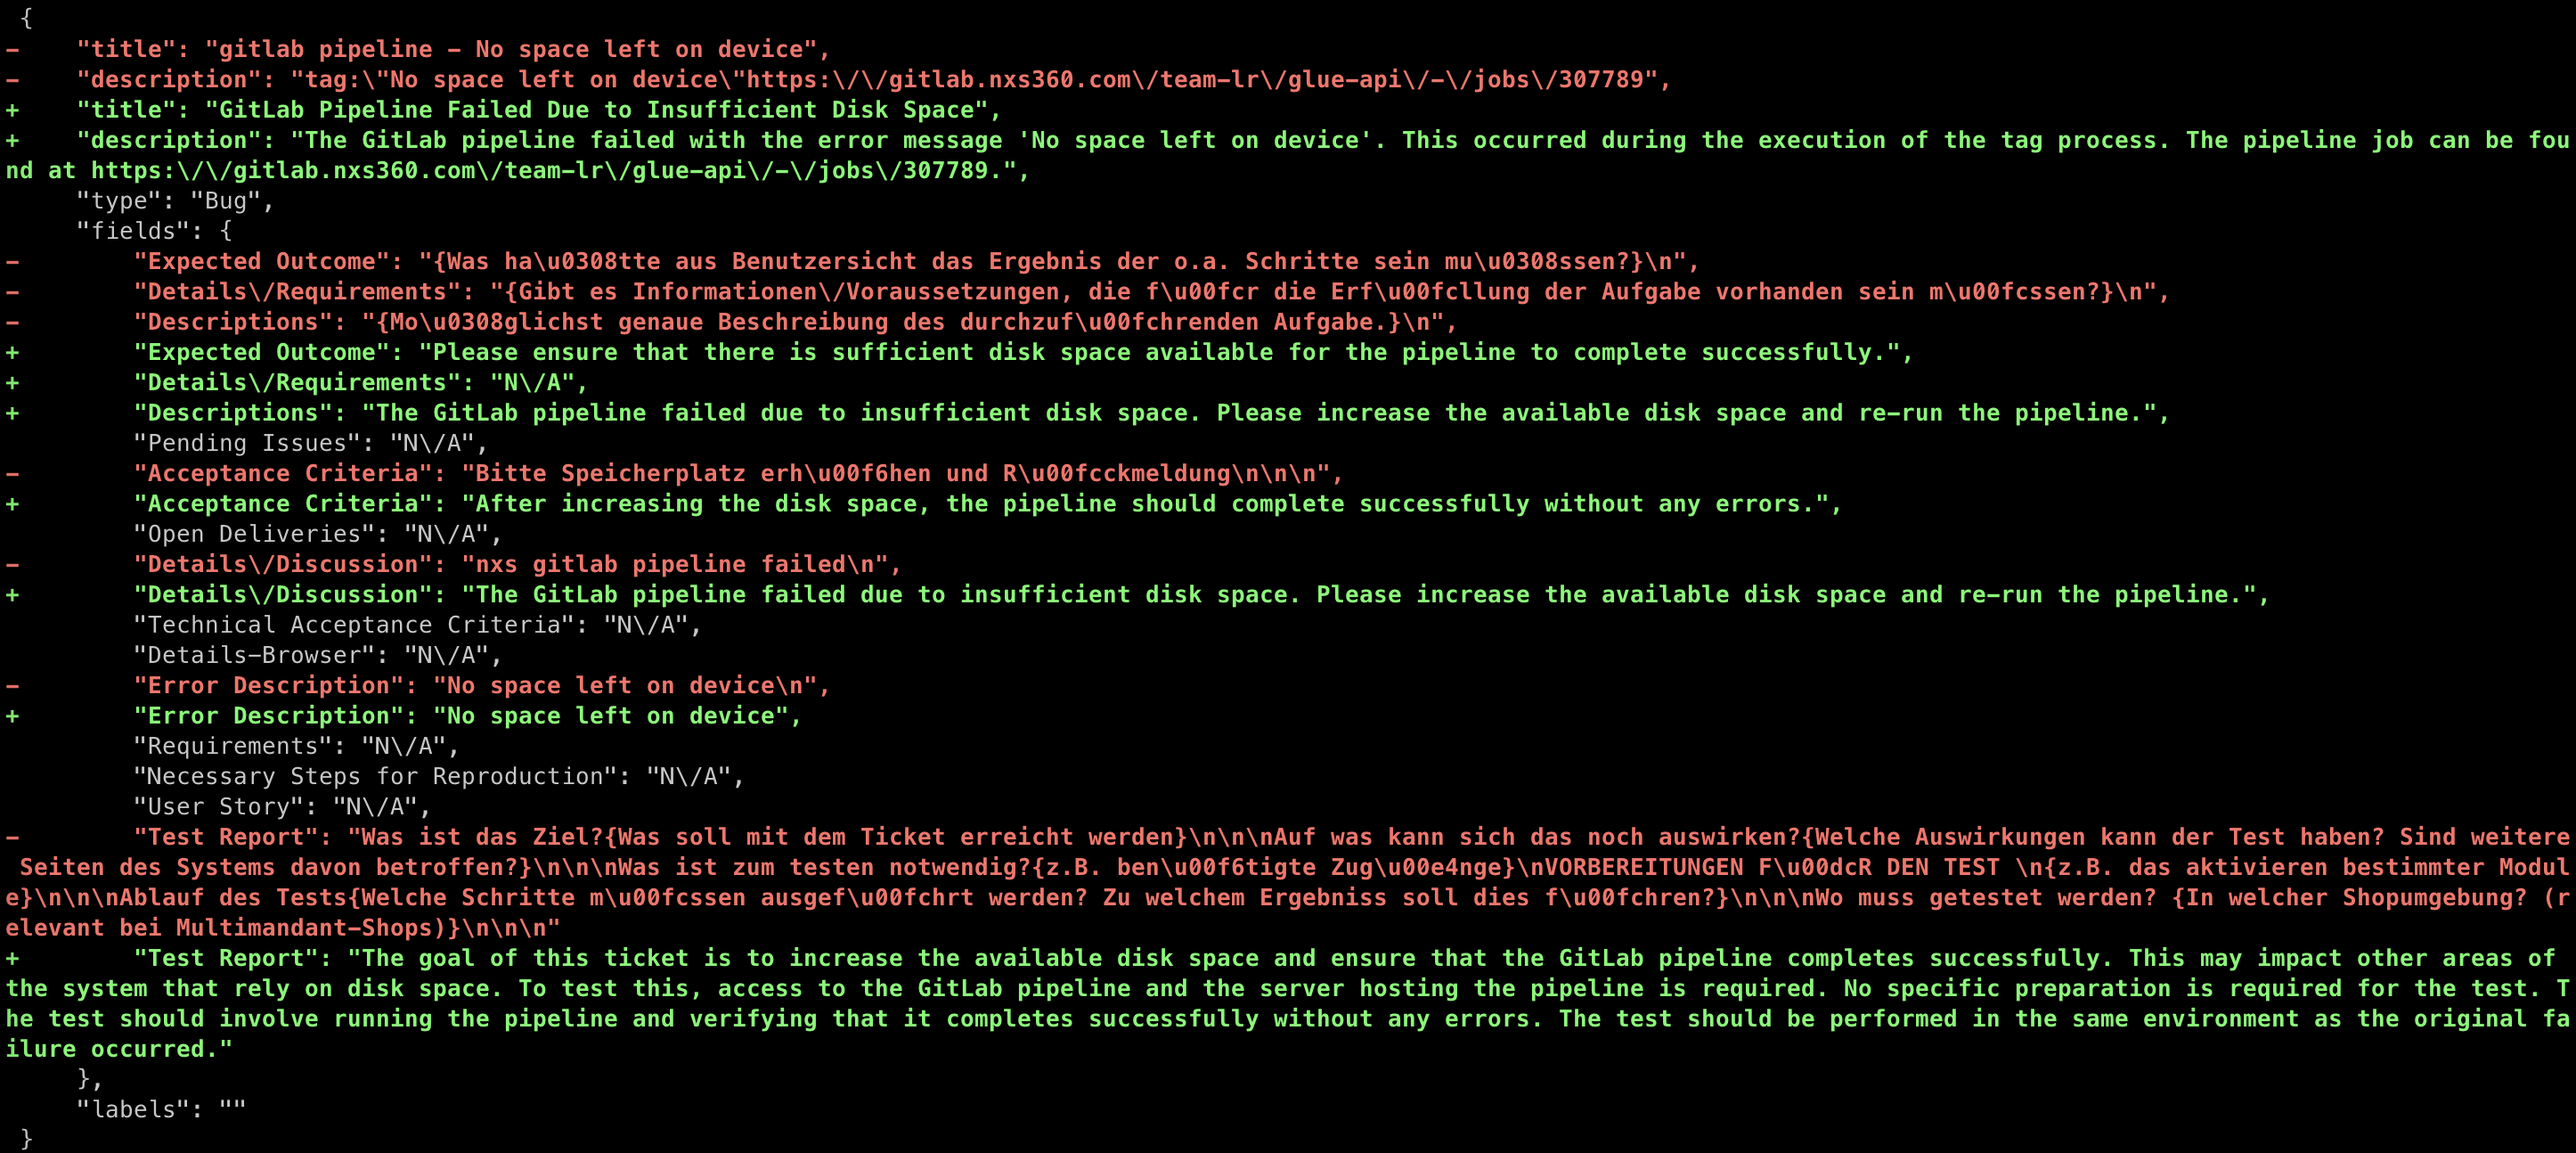 {
-    "title": "gitlab pipeline - No space left on device",
-    "description": "tag:\"No space left on device\"https:\/\/gitlab.nxs360.com\/team-lr\/glue-api\/-\/jobs\/307789",
+    "title": "GitLab Pipeline Failed Due to Insufficient Disk Space",
+    "description": "The GitLab pipeline failed with the error message 'No space left on device'. This occurred during the execution of the tag process. The pipeline job can be fou
nd at https:\/\/gitlab.nxs360.com\/team-lr\/glue-api\/-\/jobs\/307789.",
     "type": "Bug",
     "fields": {
-        "Expected Outcome": "{Was ha\u0308tte aus Benutzersicht das Ergebnis der o.a. Schritte sein mu\u0308ssen?}\n",
-        "Details\/Requirements": "{Gibt es Informationen\/Voraussetzungen, die f\u00fcr die Erf\u00fcllung der Aufgabe vorhanden sein m\u00fcssen?}\n",
-        "Descriptions": "{Mo\u0308glichst genaue Beschreibung des durchzuf\u00fchrenden Aufgabe.}\n",
+        "Expected Outcome": "Please ensure that there is sufficient disk space available for the pipeline to complete successfully.",
+        "Details\/Requirements": "N\/A",
+        "Descriptions": "The GitLab pipeline failed due to insufficient disk space. Please increase the available disk space and re-run the pipeline.",
         "Pending Issues": "N\/A",
-        "Acceptance Criteria": "Bitte Speicherplatz erh\u00f6hen und R\u00fcckmeldung\n\n\n",
+        "Acceptance Criteria": "After increasing the disk space, the pipeline should complete successfully without any errors.",
         "Open Deliveries": "N\/A",
-        "Details\/Discussion": "nxs gitlab pipeline failed\n",
+        "Details\/Discussion": "The GitLab pipeline failed due to insufficient disk space. Please increase the available disk space and re-run the pipeline.",
         "Technical Acceptance Criteria": "N\/A",
         "Details-Browser": "N\/A",
-        "Error Description": "No space left on device\n",
+        "Error Description": "No space left on device",
         "Requirements": "N\/A",
         "Necessary Steps for Reproduction": "N\/A",
         "User Story": "N\/A",
-        "Test Report": "Was ist das Ziel?{Was soll mit dem Ticket erreicht werden}\n\n\nAuf was kann sich das noch auswirken?{Welche Auswirkungen kann der Test haben? Sind weitere
 Seiten des Systems davon betroffen?}\n\n\nWas ist zum testen notwendig?{z.B. ben\u00f6tigte Zug\u00e4nge}\nVORBEREITUNGEN F\u00dcR DEN TEST \n{z.B. das aktivieren bestimmter Modul
e}\n\n\nAblauf des Tests{Welche Schritte m\u00fcssen ausgef\u00fchrt werden? Zu welchem Ergebniss soll dies f\u00fchren?}\n\n\nWo muss getestet werden? {In welcher Shopumgebung? (r
elevant bei Multimandant-Shops)}\n\n\n"
+        "Test Report": "The goal of this ticket is to increase the available disk space and ensure that the GitLab pipeline completes successfully. This may impact other areas of
the system that rely on disk space. To test this, access to the GitLab pipeline and the server hosting the pipeline is required. No specific preparation is required for the test. T
he test should involve running the pipeline and verifying that it completes successfully without any errors. The test should be performed in the same environment as the original fa
ilure occurred."
     },
     "labels": ""
}